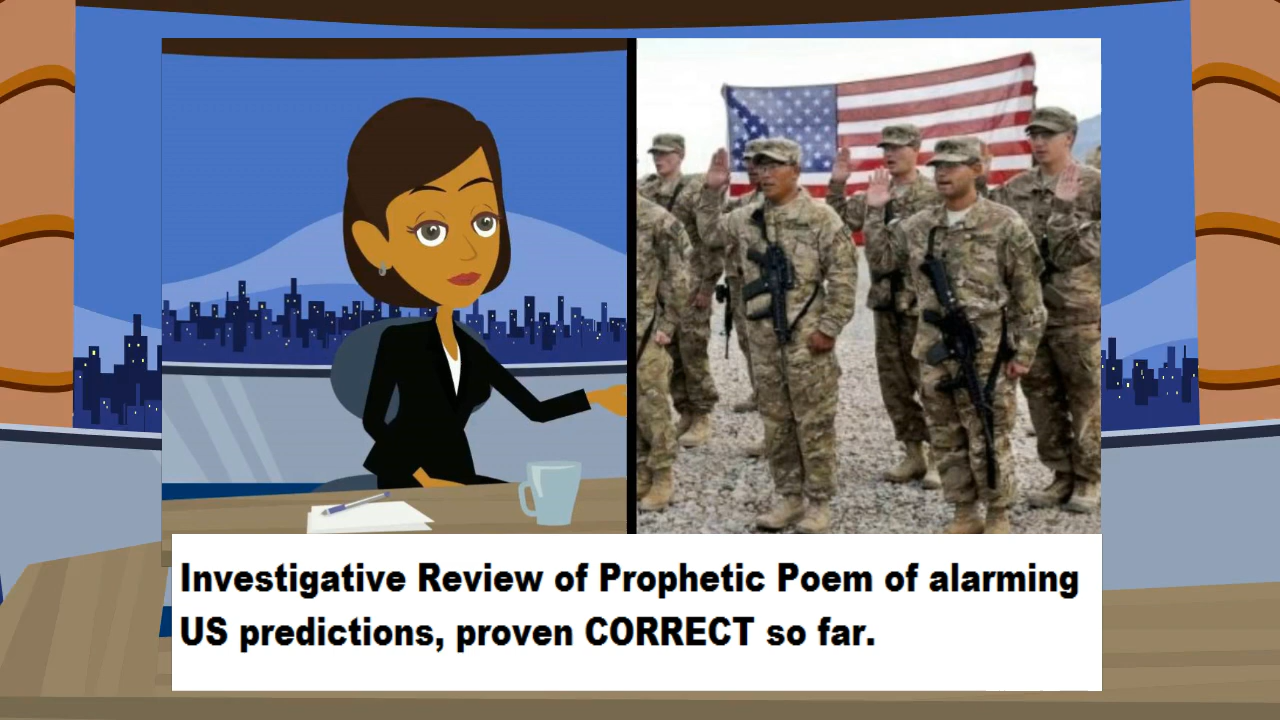 Investigative Review of Prophetic Poem of alarming
US predictions, proven CORRECT so far.